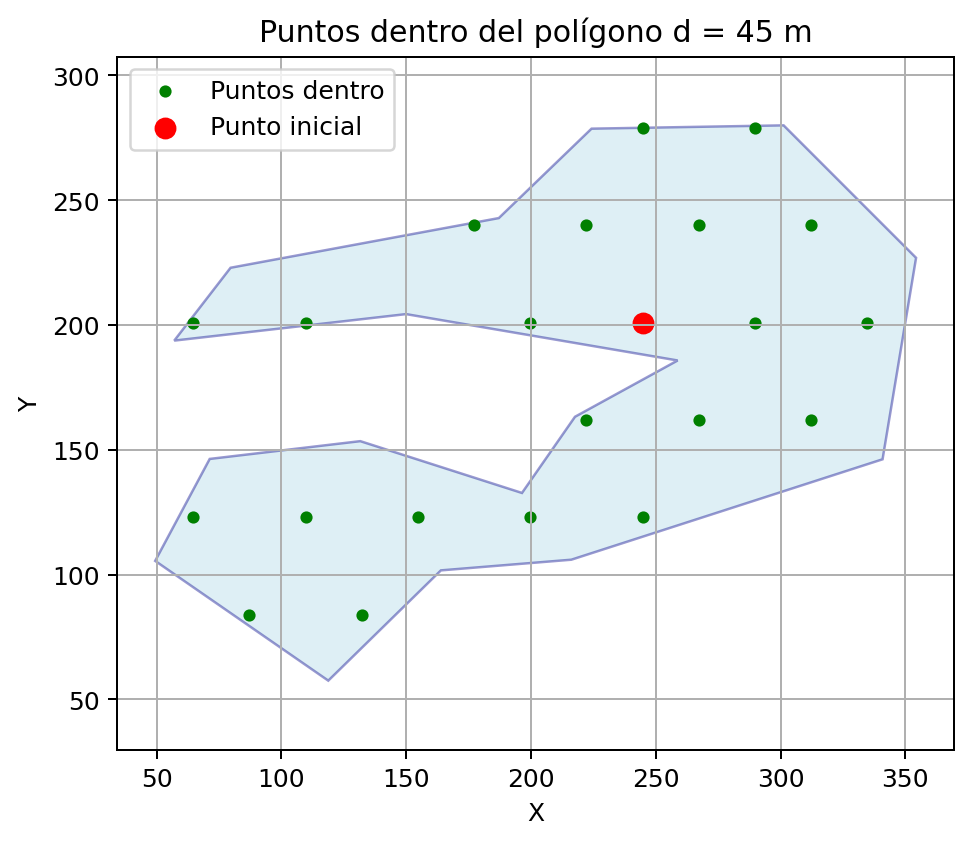 Puntos dentro del polígono d = 45 m
Puntos dentro
Punto inicial
300
250
200
150
100
50
Y
50 100 150 200 250 300 350
X